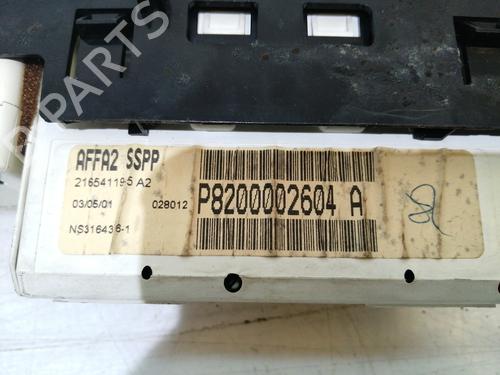 AFFA2 SSPP
216541195 A2
03/05/01 028012
NS316436-1
P8200002604 A